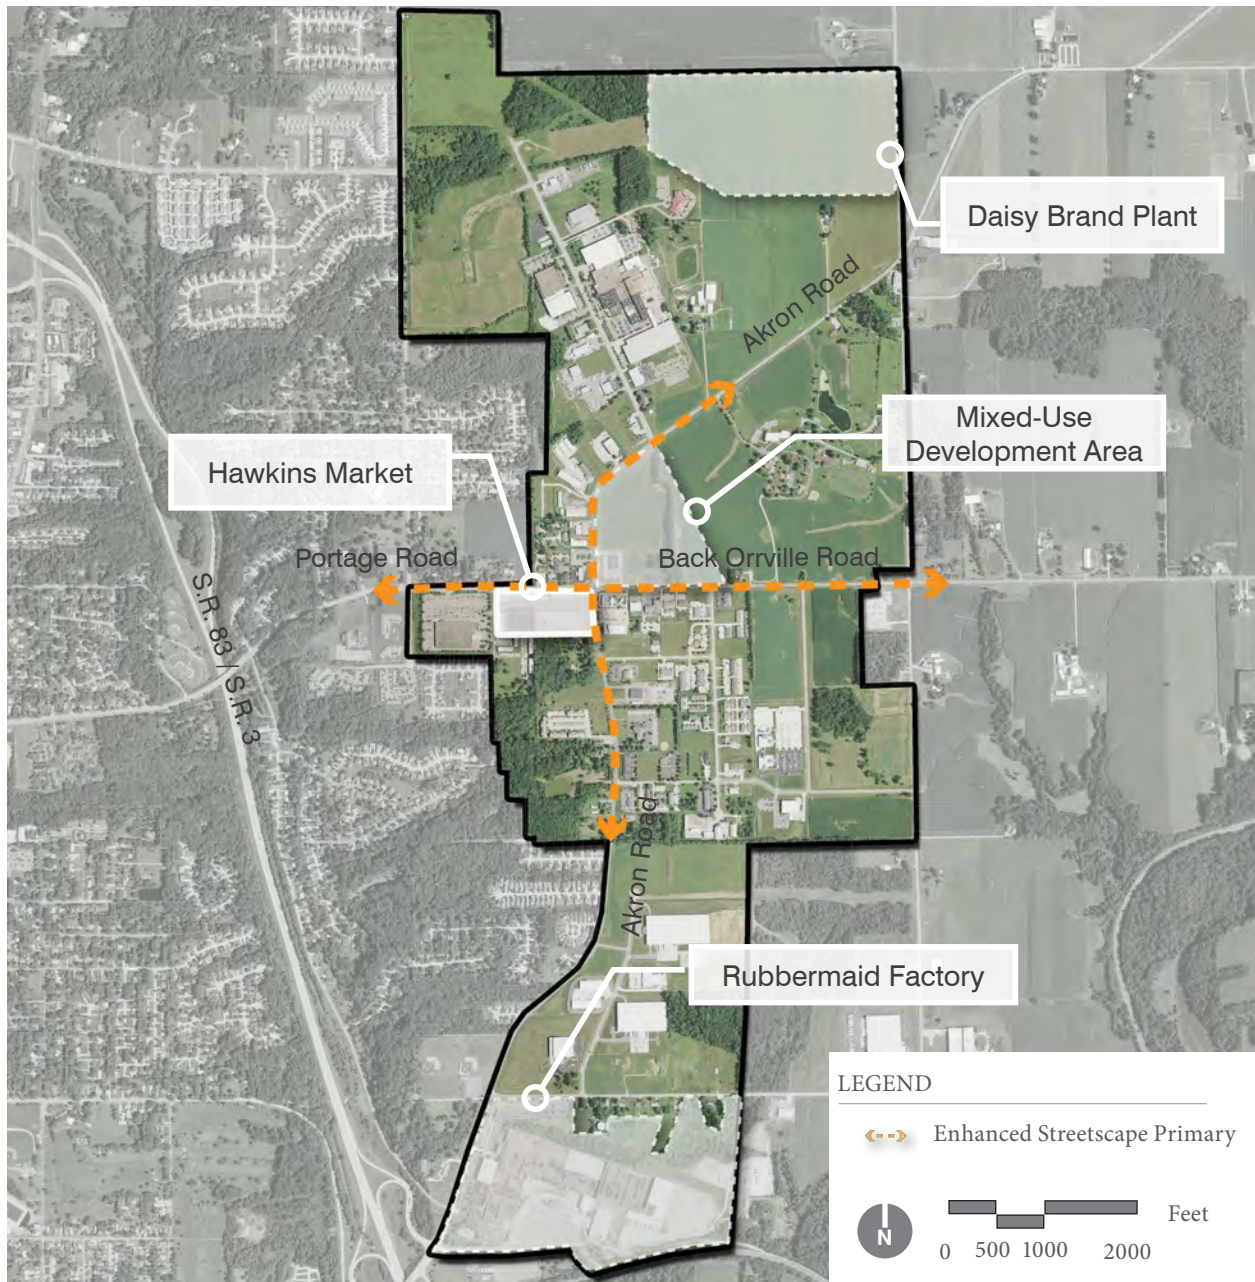 Daisy Brand Plant
Akron Road
Mixed-Use
Development Area
Hawkins Market
Portage Road
Back Orrville Road
S.R. 83 / S.R. 3
Akron Road
Rubbermaid Factory
LEGEND
Enhanced Streetscape Primary
N
Feet
0 500 1000 2000